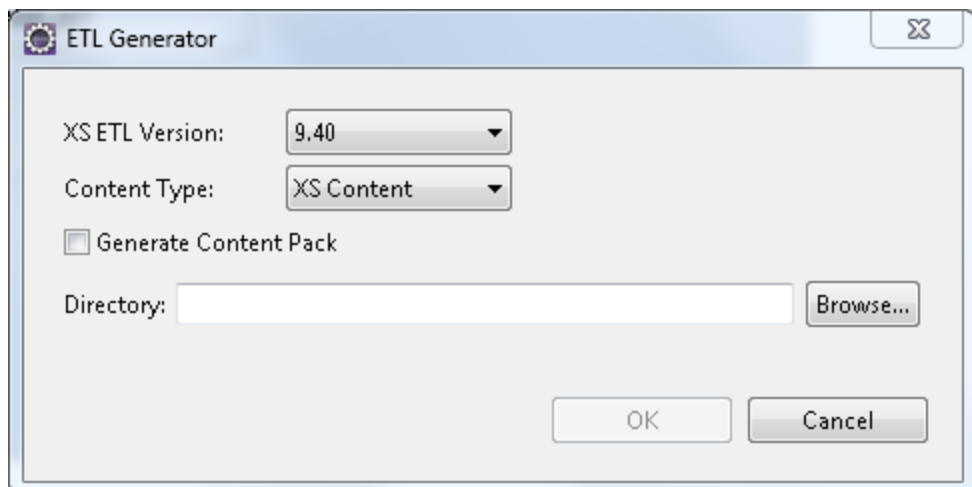 ETL Generator
XS ETL Version: 9.40
Content Type: XS Content
Generate Content Pack
Directory: Browse...
OK Cancel